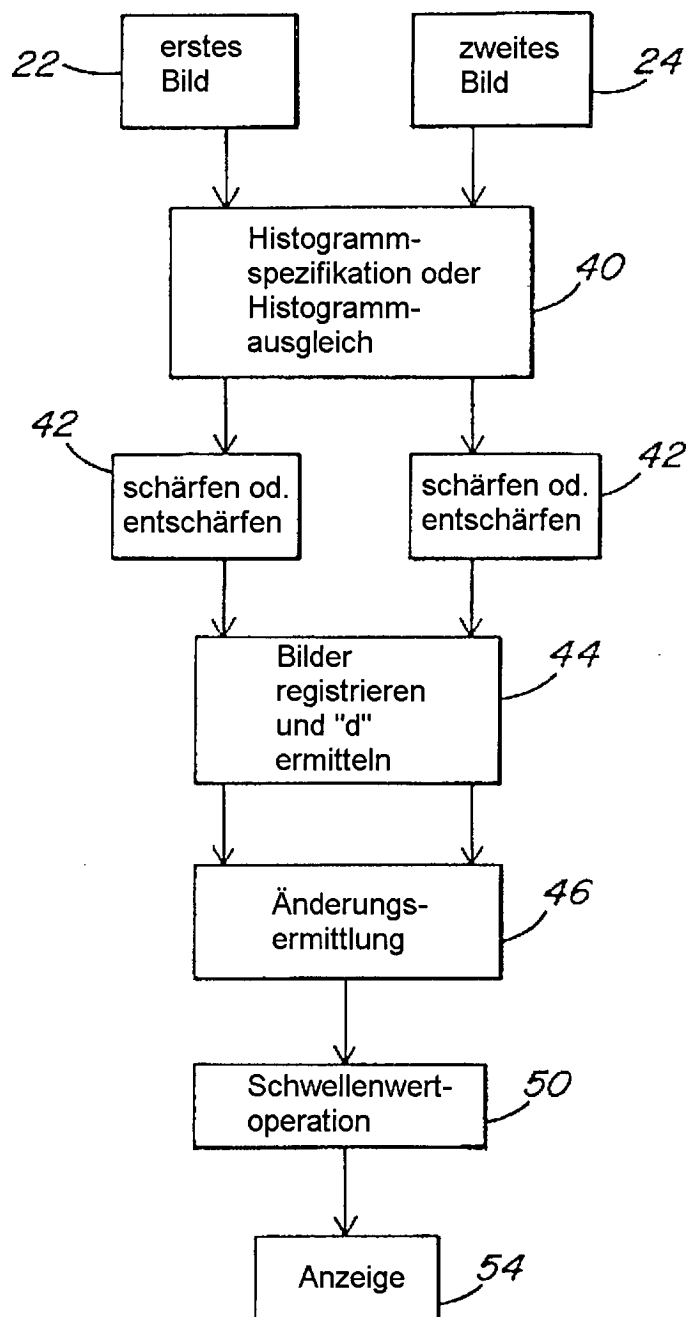 22
erstes
Bild
zweites
Bild
24
Histogramm-
spezifikation oder
Histogramm-
ausgleich
40
42
schärfen od.
entschärfen
schärfen od.
entschärfen
42
Bilder
registrieren
und "d"
ermitteln
44
Änderungs-
ermittlung
46
Schwellenwert-
operation
50
Anzeige
54